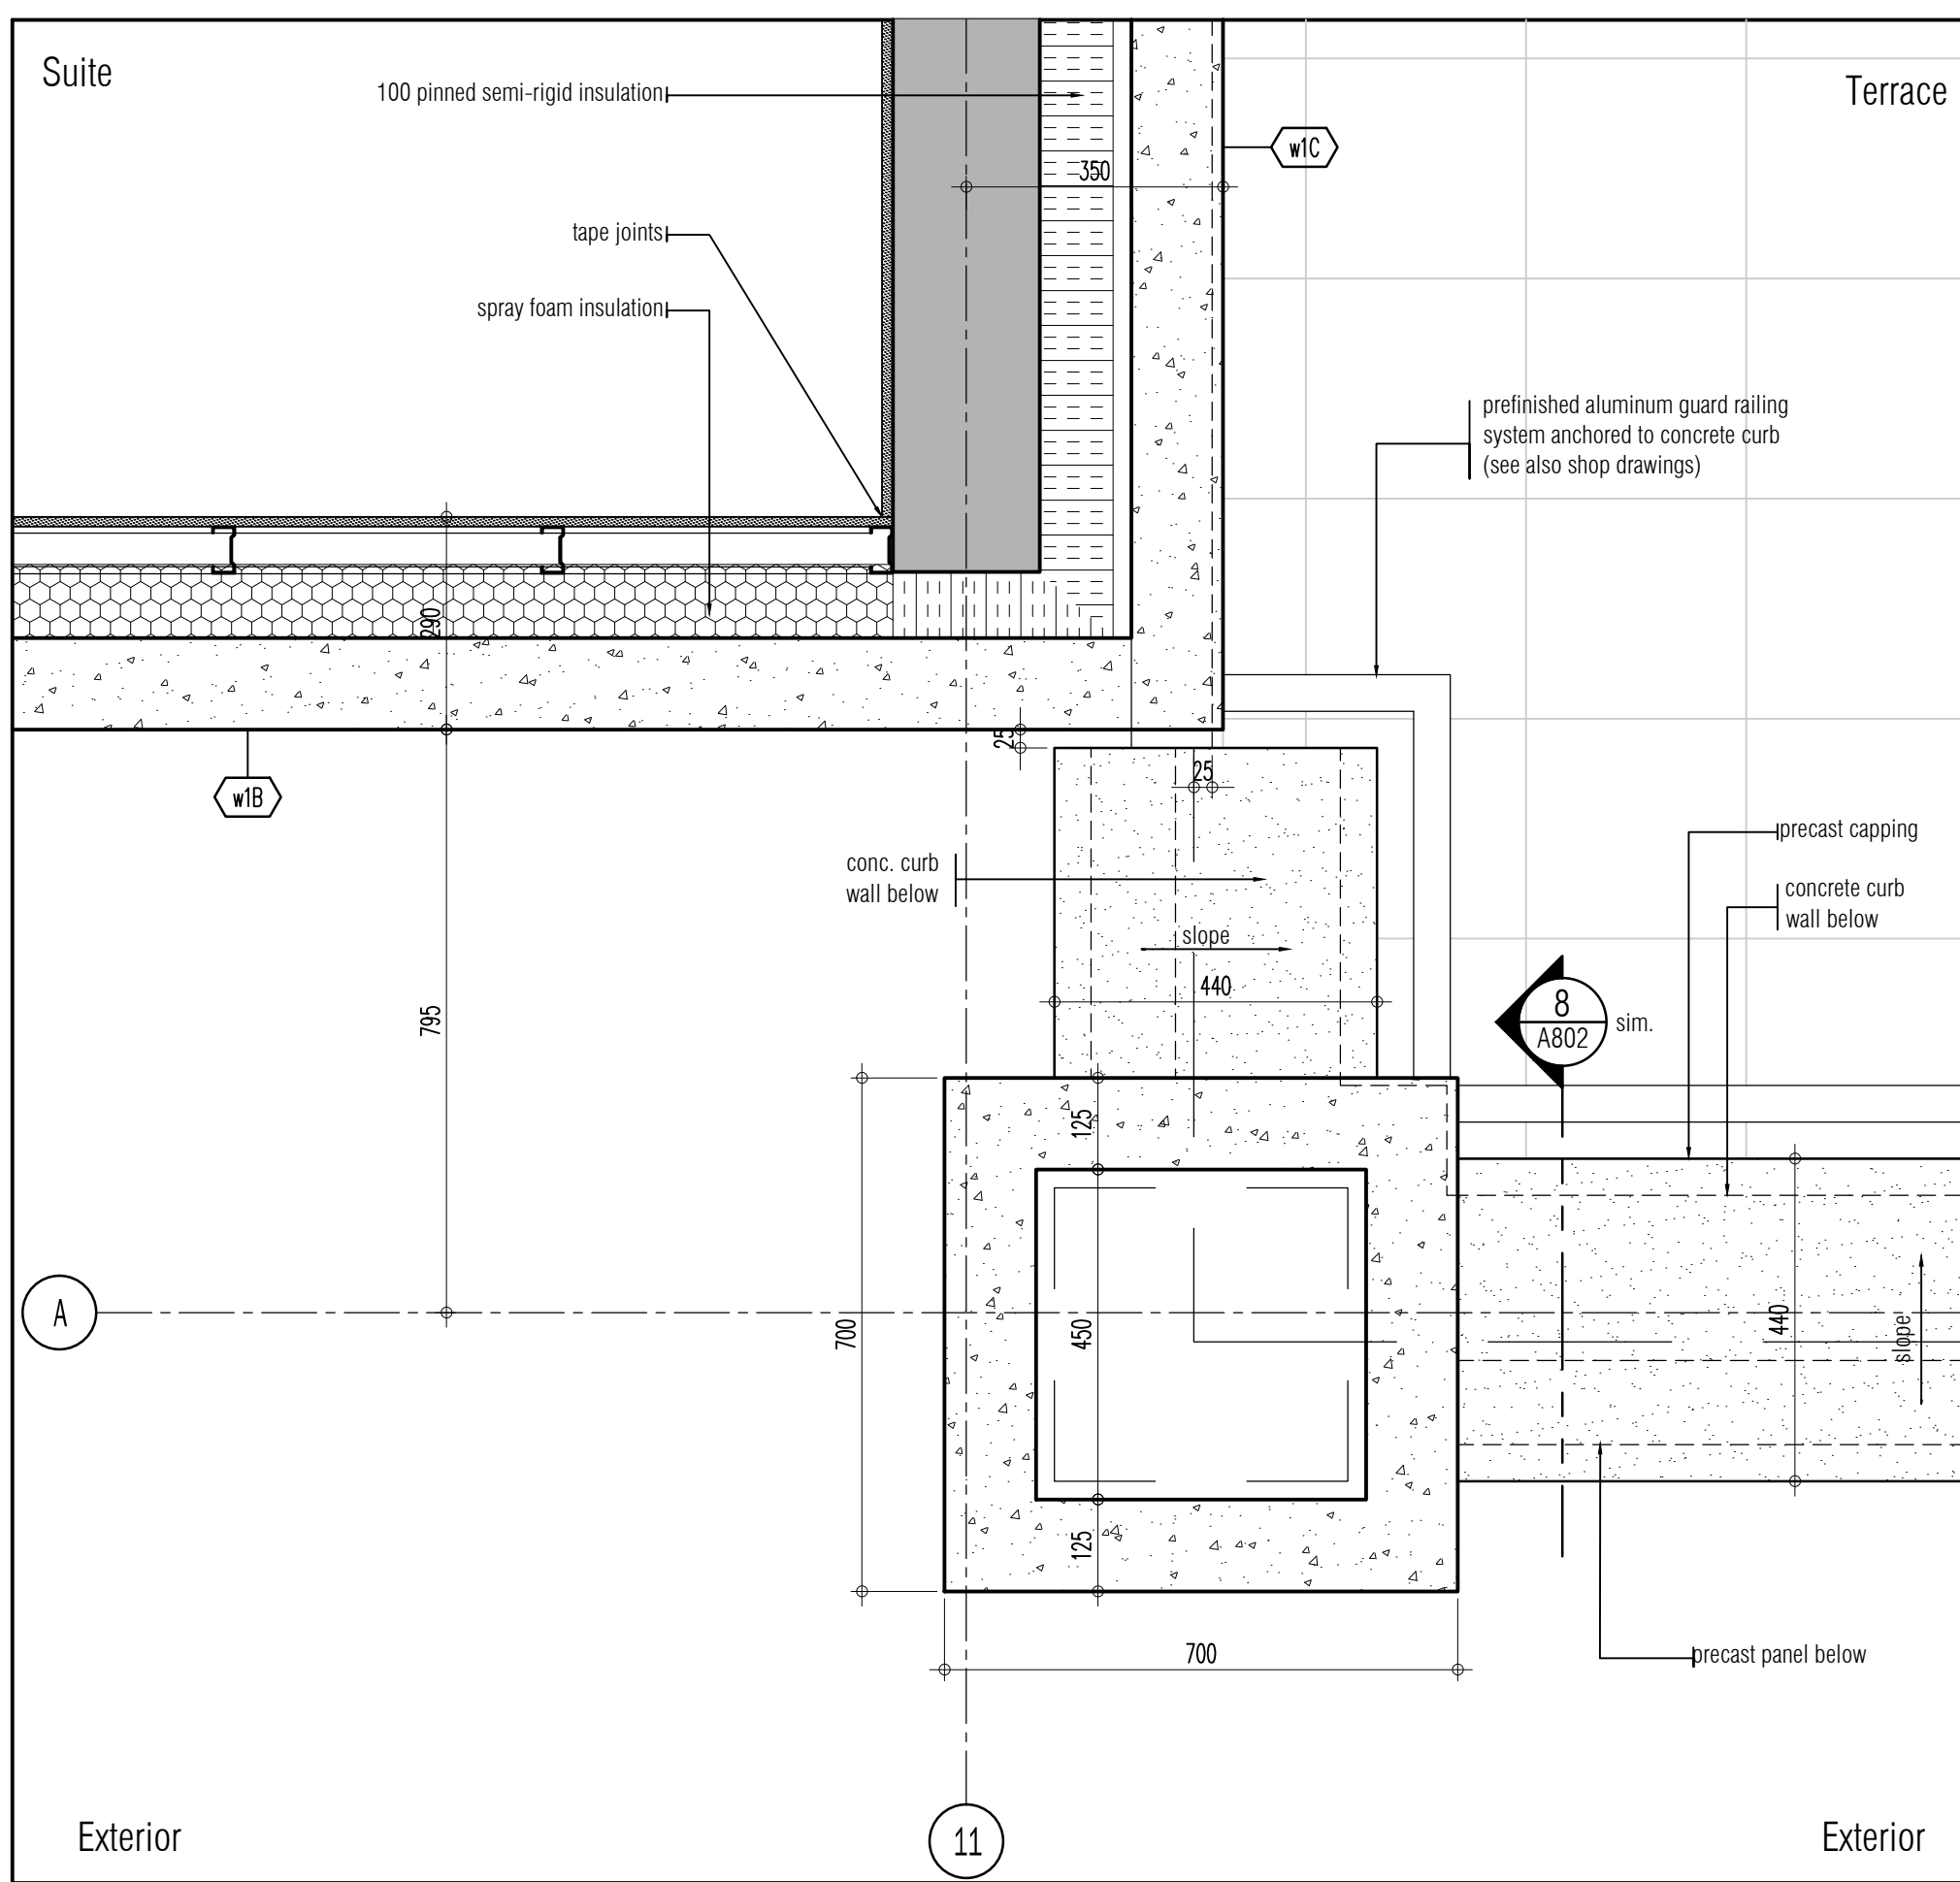 Suite
Terrace
100 pinned semi-rigid insulation
w1C
350
tape joints
spray foam insulation
prefinished aluminum guard railing
system anchored to concrete curb
(see also shop drawings)
290
25
25
w1B
precast capping
conc. curb
wall below
concrete curb
wall below
slope
440
795
8
A802
sim.
125
A
700
450
440
slope
125
700
precast panel below
Exterior
11
Exterior